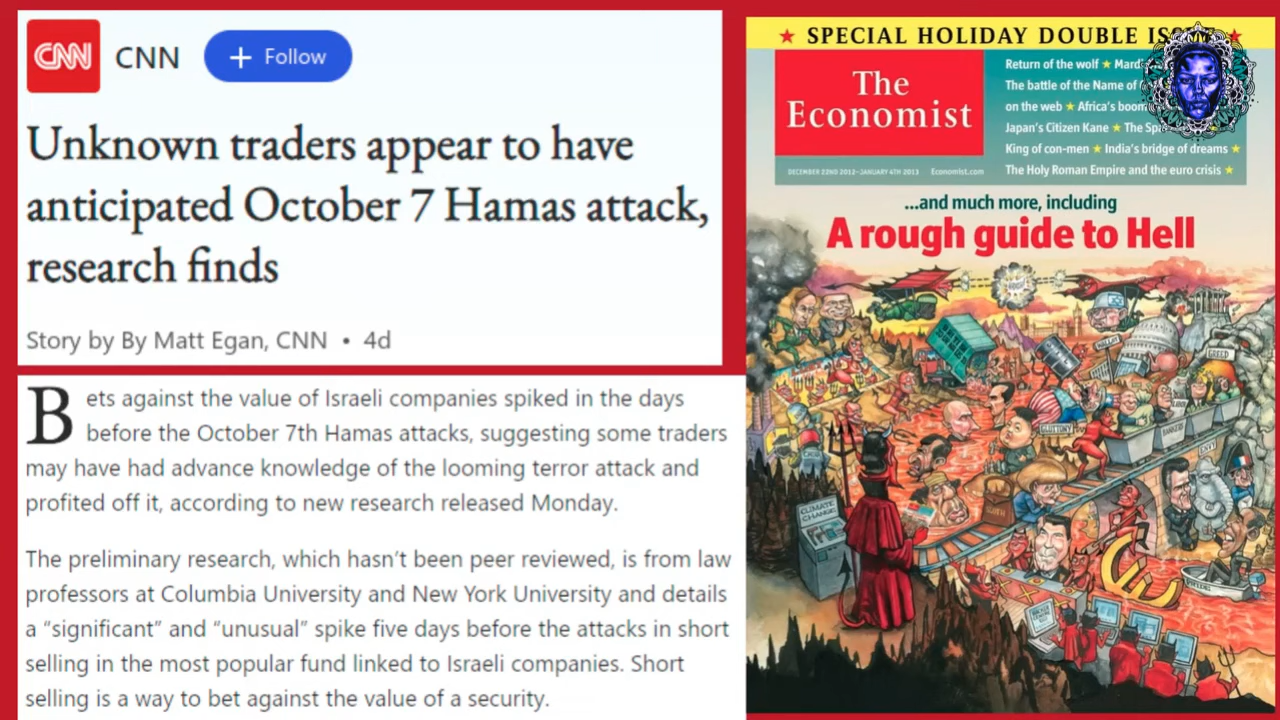 CNN
CNN
+ Follow
Unknown traders appear to have
anticipated October 7 Hamas attack,
research finds
Story by By Matt Egan, CNN • 4d
Bets against the value of Israeli companies spiked in the days
before the October 7th Hamas attacks, suggesting some traders
may have had advance knowledge of the looming terror attack and
profited off it, according to new research released Monday.
The preliminary research, which hasn't been peer reviewed, is from law
professors at Columbia University and New York University and details
a “significant” and “unusual” spike five days before the attacks in short
selling in the most popular fund linked to Israeli companies. Short
selling is a way to bet against the value of a security.
★ SPECIAL HOLIDAY DOUBLE ★
The
Economist
DECEMBER 22ND 2012–JANUARY 4TH 2013 Economist.com
Return of the wolf ★
The battle of the Name of
on the web ★ Africa's
Japan's Citizen Kane ★ The
King of con-men ★ India's bridge of dreams ★
The Holy Roman Empire and the euro crisis ★
...and much more, including
A rough guide to Hell
GREED
GLUTTONY
BANKERS
ENVY
CLIMATE
CHANGE